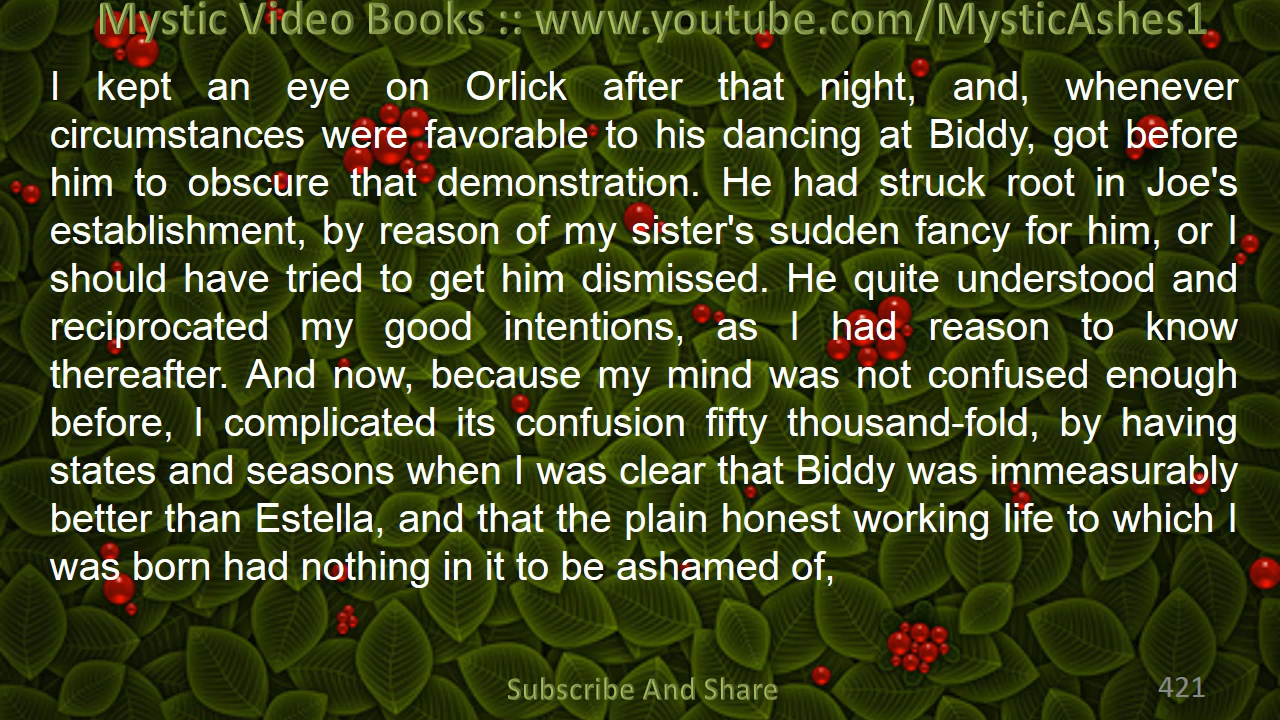 Mystic Video Books :: www.youtube.com/MysticAshes1
I kept an eye on Orlick after that night, and, whenever
circumstances were favorable to his dancing at Biddy, got before
him to obscure that demonstration. He had struck root in Joe's
establishment, by reason of my sister's sudden fancy for him, or I
should have tried to get him dismissed. He quite understood and
reciprocated my good intentions, as I had reason to know
thereafter. And now, because my mind was not confused enough
before, I complicated its confusion fifty thousand-fold, by having
states and seasons when I was clear that Biddy was immeasurably
better than Estella, and that the plain honest working life to which I
was born had nothing in it to be ashamed of,
Subscribe And Share
421